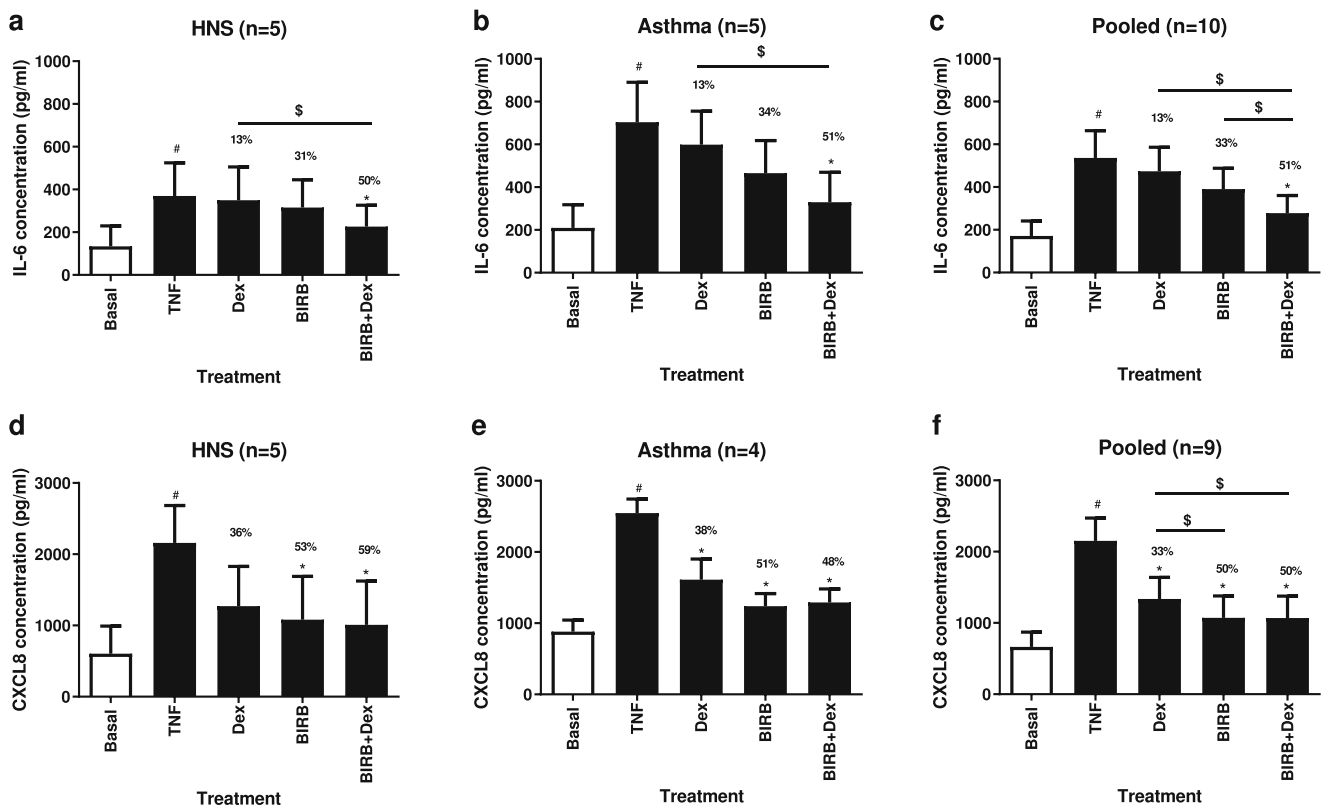 a
HNS (n=5)
IL-6 concentration (pg/ml)
1000
800
600
400
200
0
#
13%
31%
50%
*
$
Basal
TNF
Dex
BIRB
BIRB+Dex
Treatment
b
Asthma (n=5)
IL-6 concentration (pg/ml)
1000
800
600
400
200
0
#
13%
34%
51%
*
$
Basal
TNF
Dex
BIRB
BIRB+Dex
Treatment
c
Pooled (n=10)
IL-6 concentration (pg/ml)
1000
800
600
400
200
0
#
13%
33%
51%
*
$
$
Basal
TNF
Dex
BIRB
BIRB+Dex
Treatment
d
HNS (n=5)
CXCL8 concentration (pg/ml)
3000
2000
1000
0
#
36%
53%
*
59%
*
Basal
TNF
Dex
BIRB
BIRB+Dex
Treatment
e
Asthma (n=4)
CXCL8 concentration (pg/ml)
3000
2000
1000
0
#
38%
*
51%
*
48%
*
Basal
TNF
Dex
BIRB
BIRB+Dex
Treatment
f
Pooled (n=9)
CXCL8 concentration (pg/ml)
3000
2000
1000
0
#
33%
*
50%
*
50%
*
$
$
Basal
TNF
Dex
BIRB
BIRB+Dex
Treatment